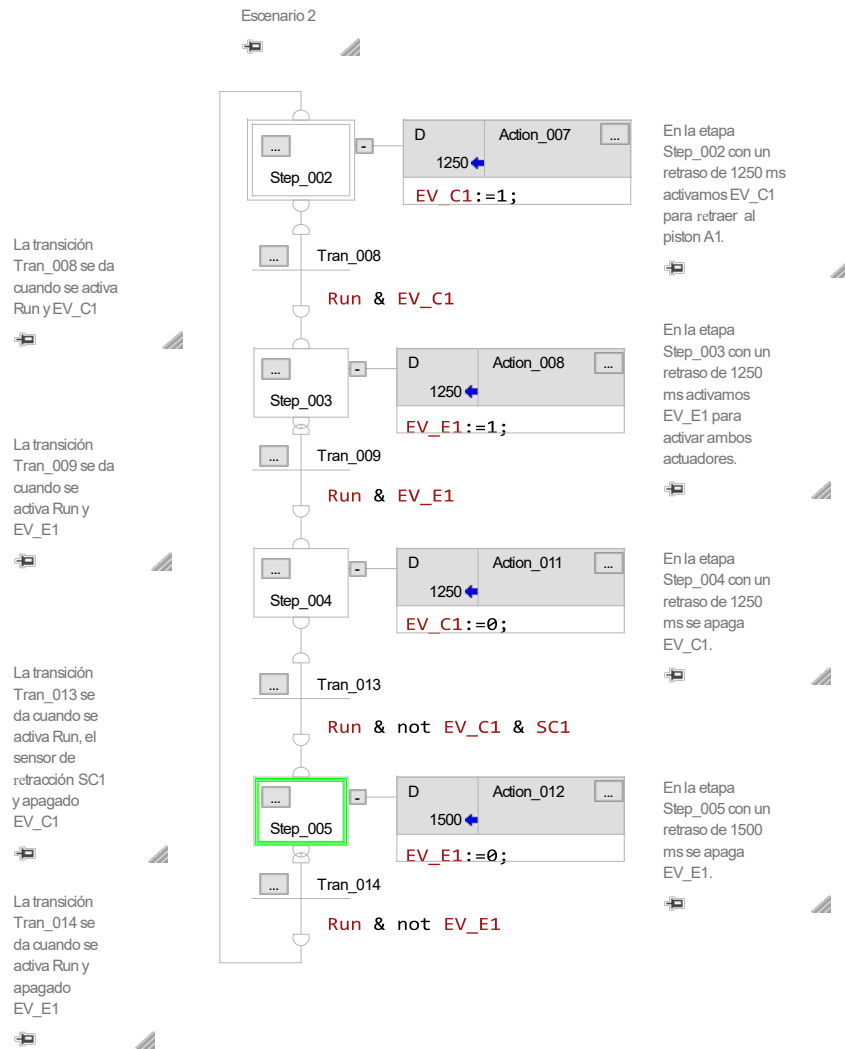 Escenario 2
D
Action_007
...
1250
...
-
Step_002
EV_C1:=1;
En la etapa
Step_002 con un
retraso de 1250 ms
activamos EV_C1
para retraer al
piston A1.
La transición
Tran_008 se da
cuando se activa
Run y EV_C1
...
Tran_008
Run & EV_C1
D
Action_008
...
1250
...
-
Step_003
EV_E1:=1;
En la etapa
Step_003 con un
retraso de 1250
ms activamos
EV_E1 para
activar ambos
actuadores.
La transición
Tran_009 se da
cuando se
activa Run y
EV_E1
...
Tran_009
Run & EV_E1
D
Action_011
...
1250
...
-
Step_004
EV_C1:=0;
En la etapa
Step_004 con un
retraso de 1250
ms se apaga
EV_C1.
La transición
Tran_013 se
da cuando se
activa Run, el
sensor de
retracción SC1
y apagado
EV_C1
...
Tran_013
Run & not EV_C1 & SC1
D
Action_012
...
1500
...
-
Step_005
EV_E1:=0;
En la etapa
Step_005 con un
retraso de 1500
ms se apaga
EV_E1.
La transición
Tran_014 se
da cuando se
activa Run y
apagado
EV_E1
...
Tran_014
Run & not EV_E1